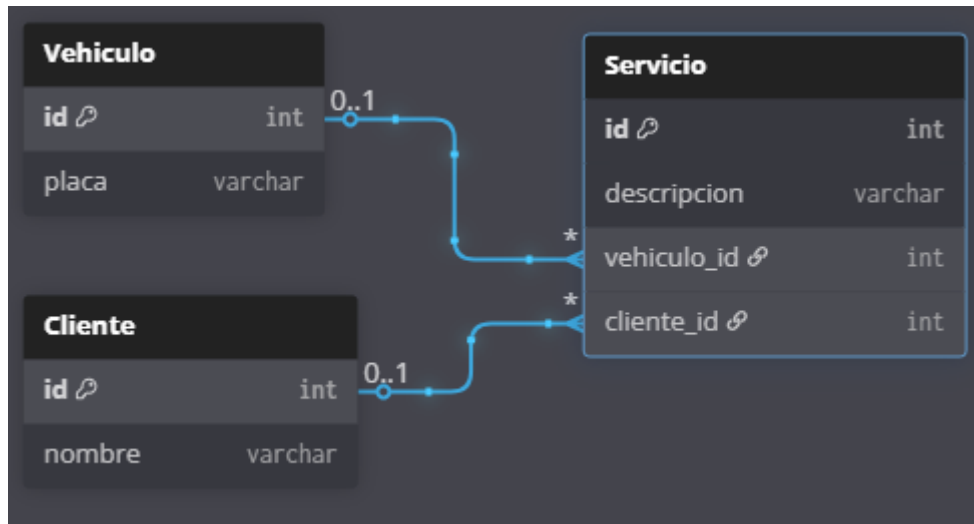 Vehiculo
id int
placa varchar
0..1
Cliente
id int
nombre varchar
0..1
Servicio
id int
descripcion varchar
* vehiculo_id int
* cliente_id int